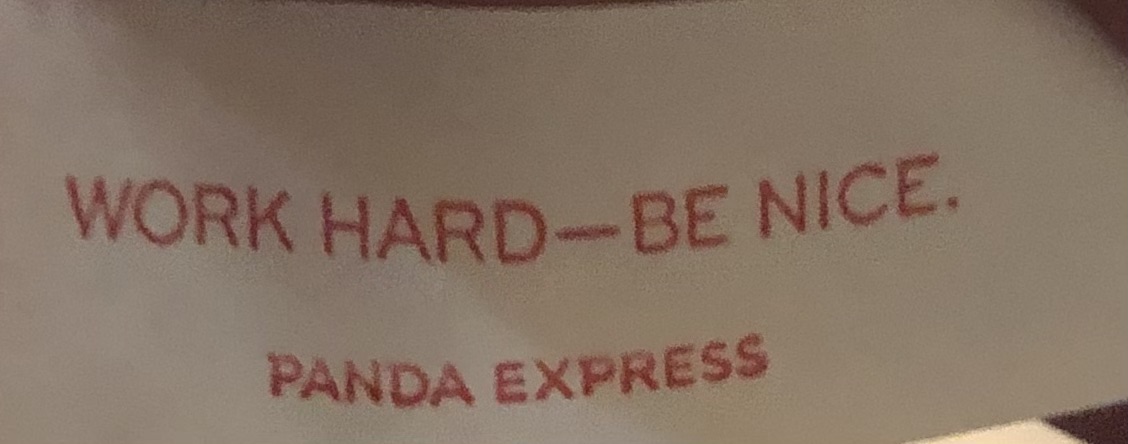 WORK HARD—BE NICE.
PANDA EXPRESS